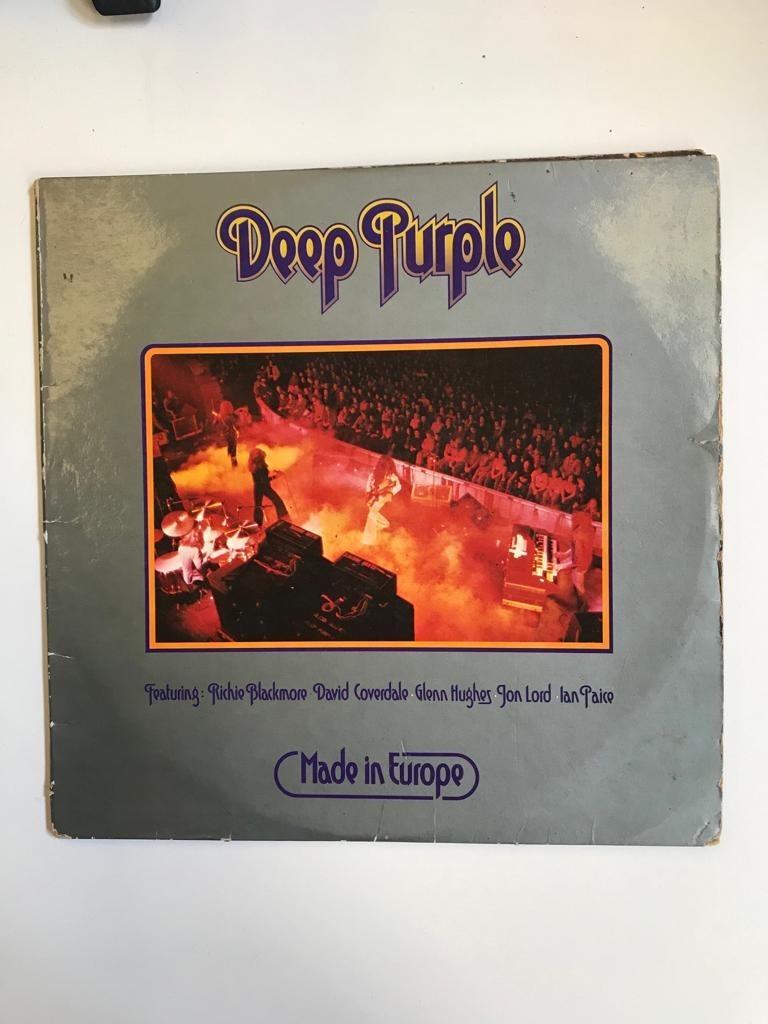 Deep Purple
Featuring: Richie Blackmore · David Coverdale · Glenn Hughes · Jon Lord · Ian Paice
Made in Europe